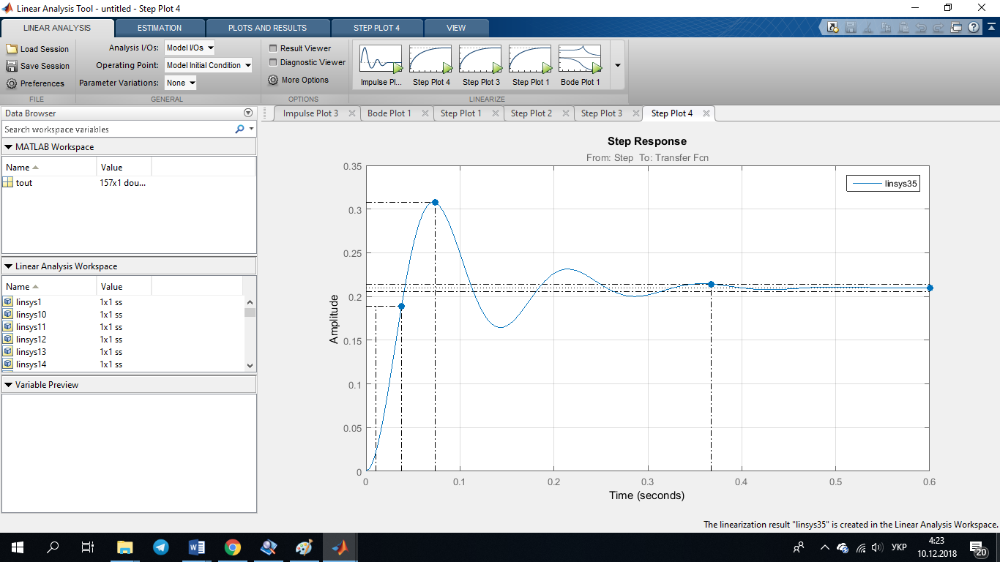 Linear Analysis Tool - untitled - Step Plot 4
LINEAR ANALYSIS ESTIMATION PLOTS AND RESULTS STEP PLOT 4 VIEW
Load Session
Save Session
Preferences
FILE
Analysis I/Os: Model I/Os
Operating Point: Model Initial Condition
Parameter Variations: None
GENERAL
Result Viewer
Diagnostic Viewer
More Options
OPTIONS
Impulse Pl... Step Plot 4 Step Plot 3 Step Plot 1 Bode Plot 1
LINEARIZE
Data Browser
Search workspace variables
MATLAB Workspace
Name Value
tout 157x1 dou...
Linear Analysis Workspace
Name Value
linsys1 1x1 ss
linsys10 1x1 ss
linsys11 1x1 ss
linsys12 1x1 ss
linsys13 1x1 ss
linsys14 1x1 ss
Variable Preview
Impulse Plot 3 Bode Plot 1 Step Plot 1 Step Plot 2 Step Plot 3 Step Plot 4
Step Response
From: Step To: Transfer Fcn
linsys35
Amplitude
0.35
0.3
0.25
0.2
0.15
0.1
0.05
0
0 0.1 0.2 0.3 0.4 0.5 0.6
Time (seconds)
The linearization result "linsys35" is created in the Linear Analysis Workspace.
УКР
4:23
10.12.2018
20